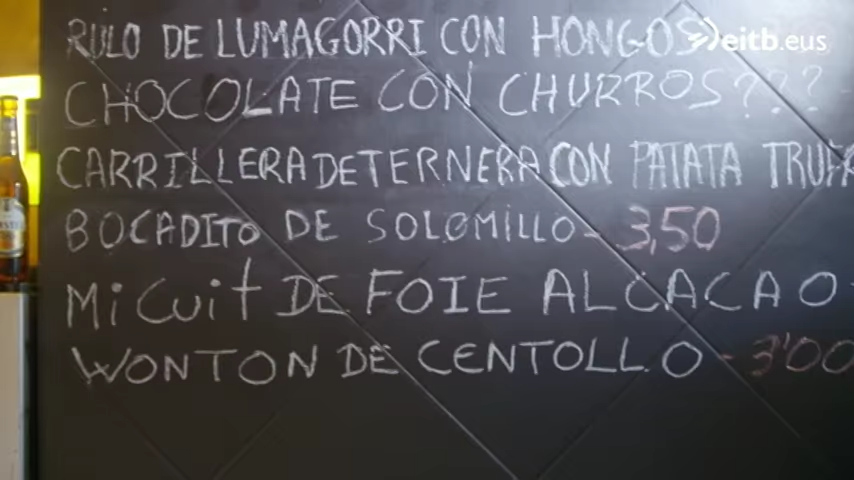 RULO DE LUMAGORRI CON HONGOS
eitb.eus
CHOCOLATE CON CHURROS???
CARRILLERA DE TERNERA CON PATATA TRUFA
BOCADITO DE SOLOMILLO - 3,50
MiCuit DE FOIE AL CACAO -
WONTON DE CENTOLLO - 3'00